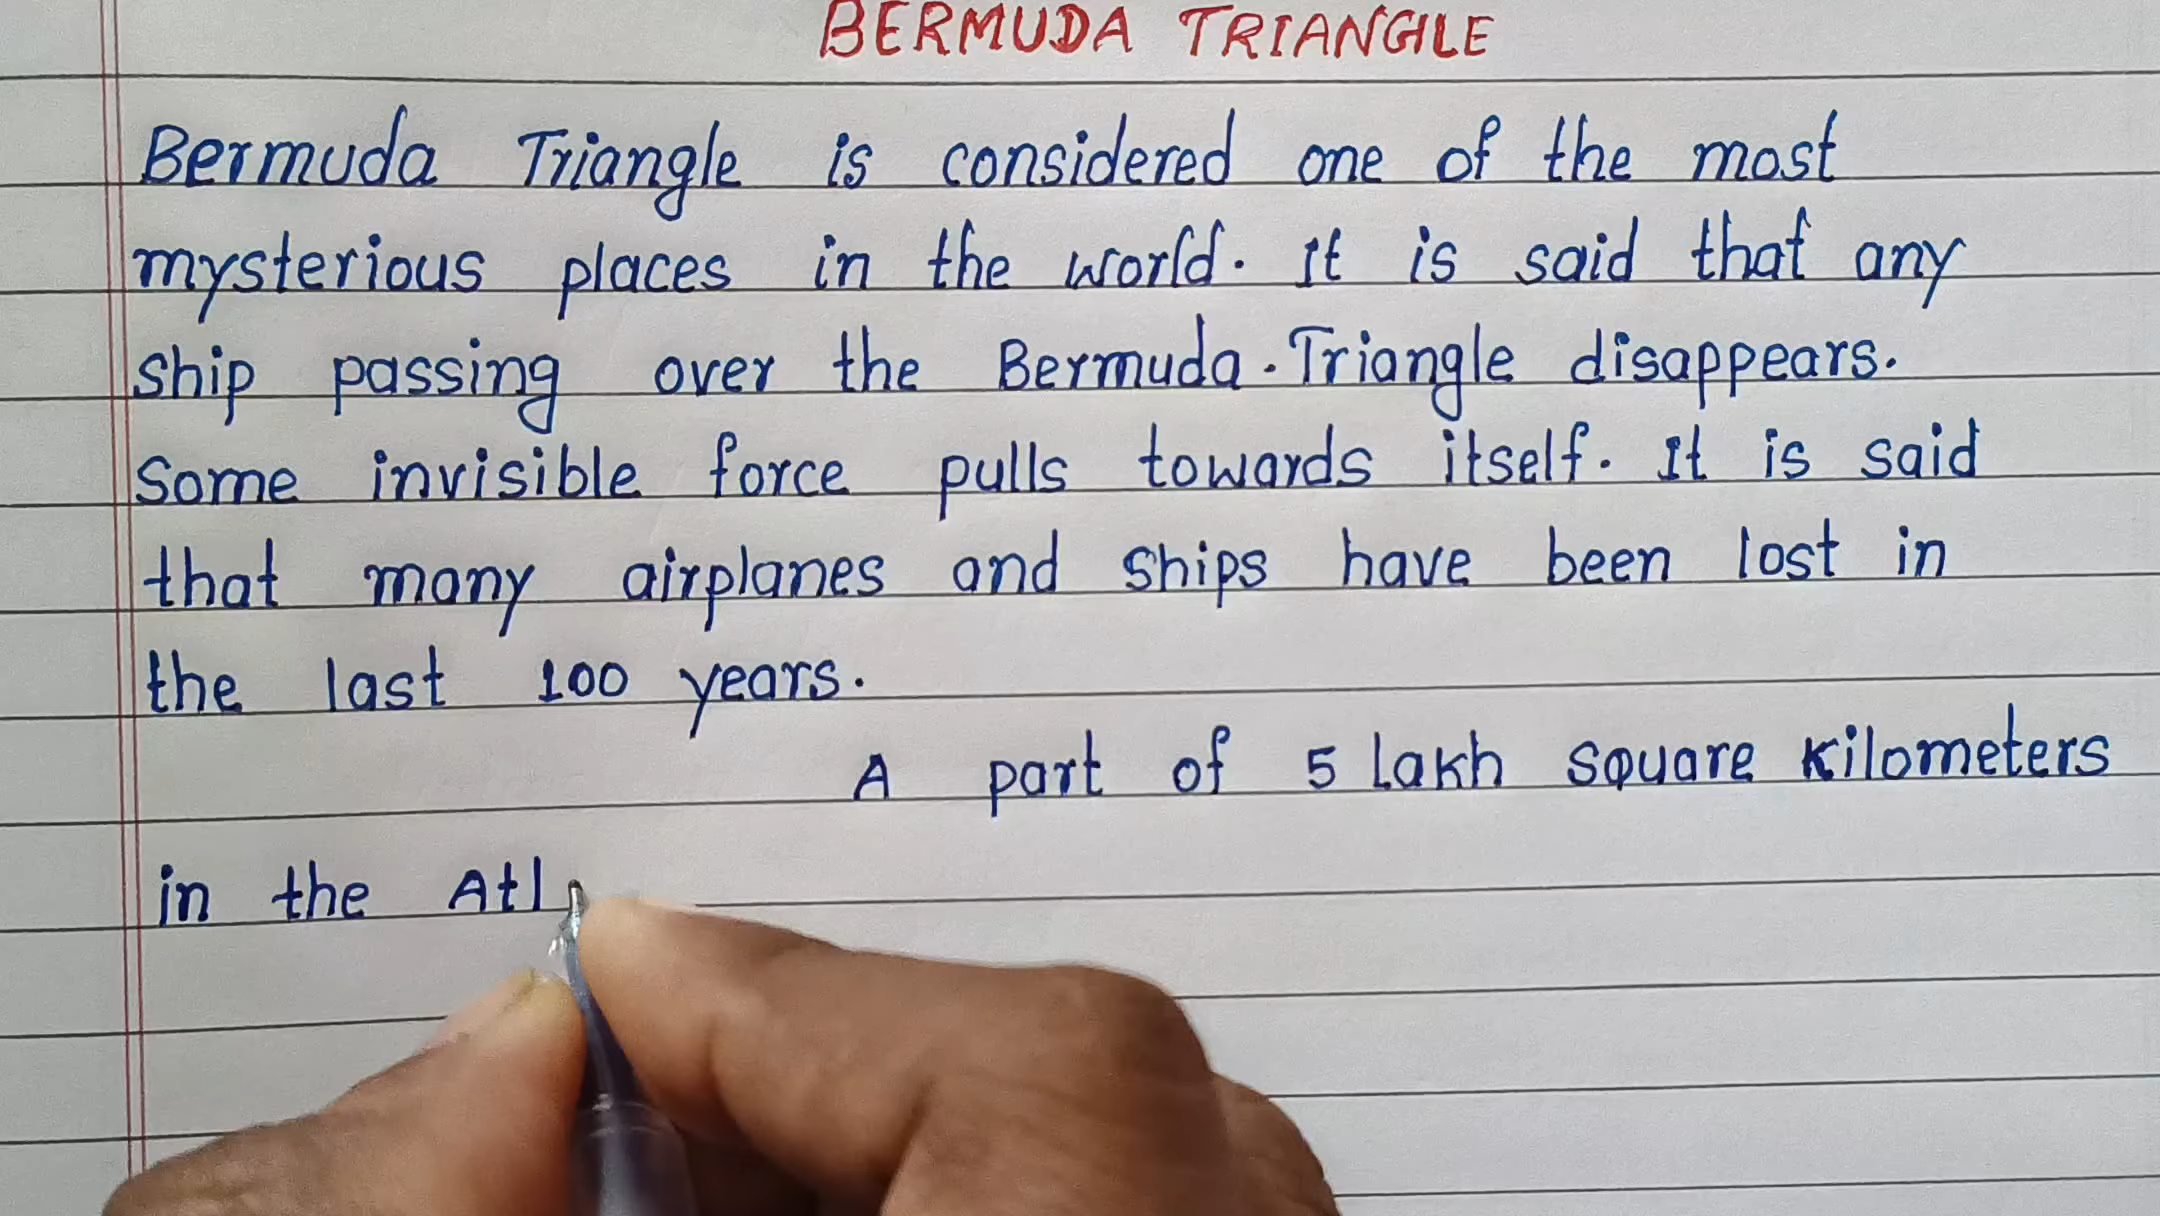 BERMUDA TRIANGLE
Bermuda Triangle is considered one of the most
mysterious places in the world. It is said that any
ship passing over the Bermuda.Triangle disappears.
Some invisible force pulls towards itself. It is said
that many airplanes and ships have been lost in
the last 100 years.
A part of 5 Lakh square kilometers
in the Atl